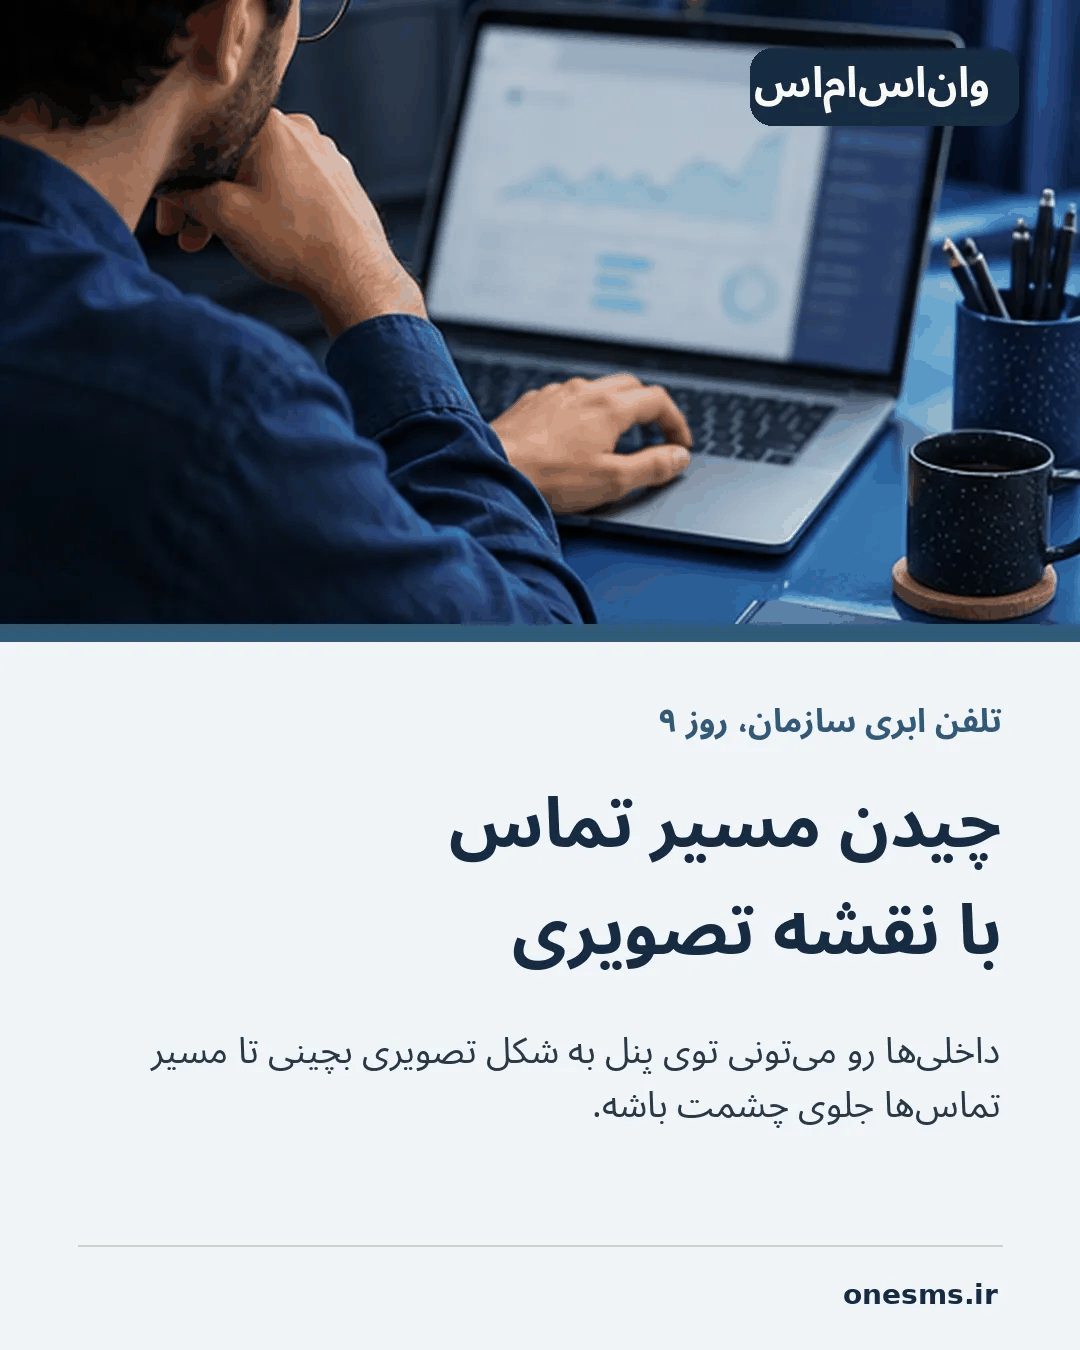 وان‌اس‌ام‌اس
تلفن ابری سازمان، روز ۹
چیدن مسیر تماس
با نقشه تصویری
داخلی‌ها رو می‌تونی توی پنل به شکل تصویری بچینی تا مسیر
تماس‌ها جلوی چشمت باشه.
onesms.ir